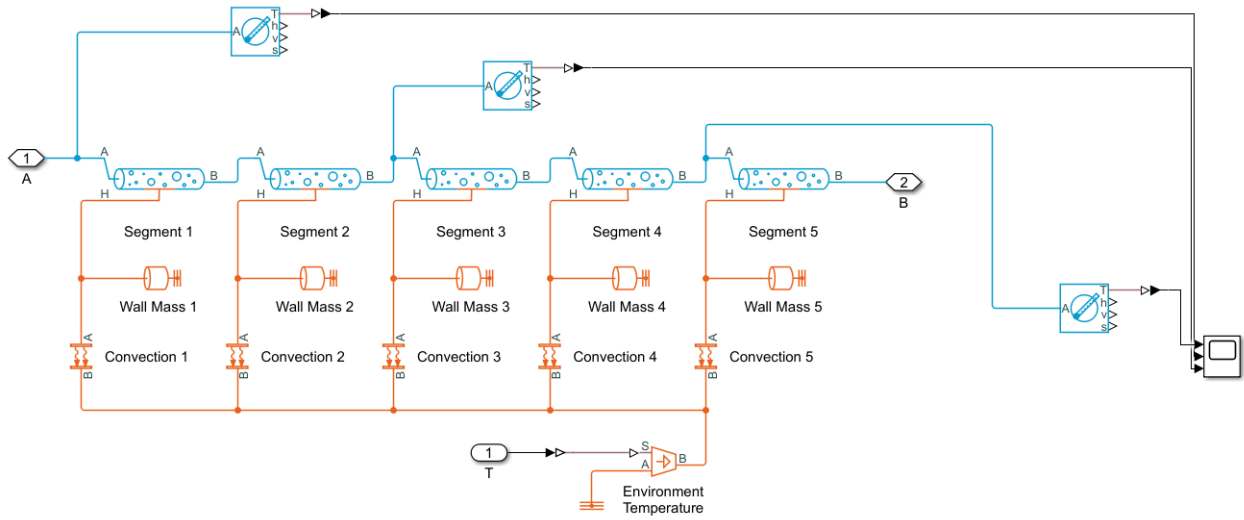 A T h v s
A T h v s
1
A
A B H
A B H
A B H
A B H
A B H
2
B
Segment 1 Segment 2 Segment 3 Segment 4 Segment 5
A T h v s
Wall Mass 1 Wall Mass 2 Wall Mass 3 Wall Mass 4 Wall Mass 5
A A A A A
Convection 1 Convection 2 Convection 3 Convection 4 Convection 5
B B B B B
1
T
S A B
Environment
Temperature